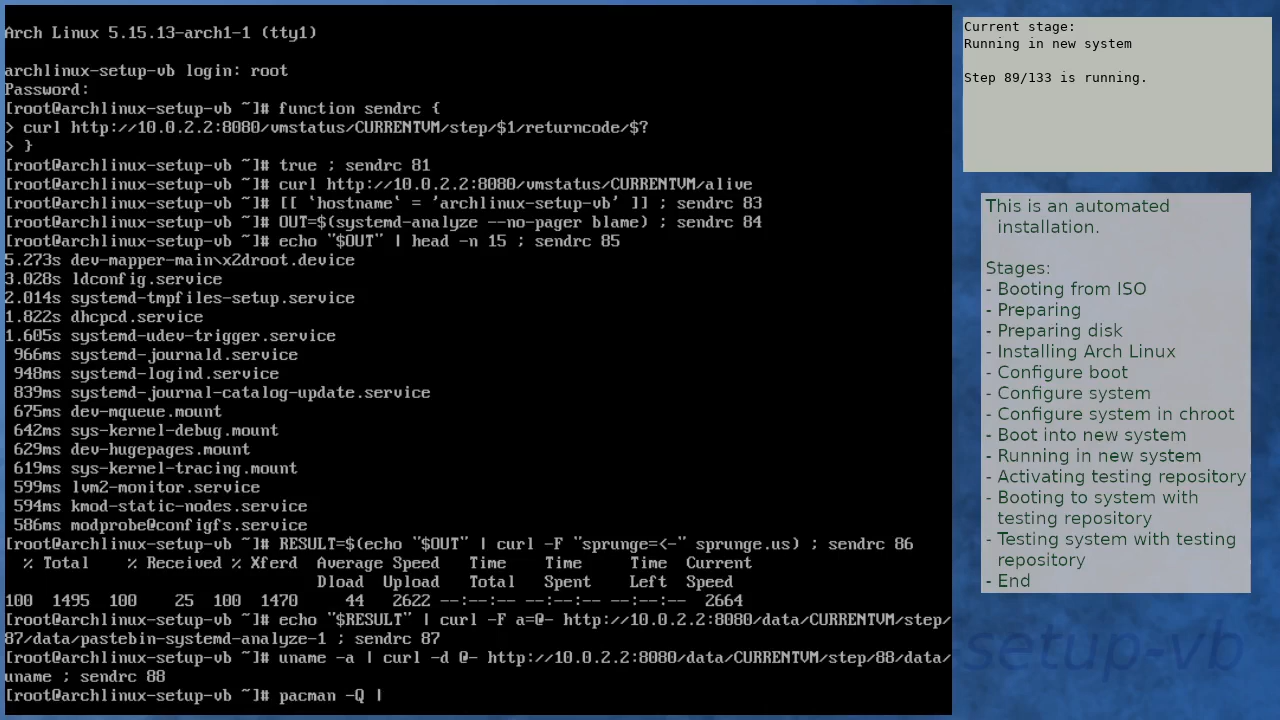 Arch Linux 5.15.13-arch1-1 (tty1)
archlinux-setup-vb login: root
Password:
[root@archlinux-setup-vb ~]# function sendrc {
> curl http://10.0.2.2:8080/vmstatus/CURRENTVM/step/$1/returncode/$?
> }
[root@archlinux-setup-vb ~]# true ; sendrc 81
[root@archlinux-setup-vb ~]# curl http://10.0.2.2:8080/vmstatus/CURRENTVM/alive
[root@archlinux-setup-vb ~]# [[ `hostname` = 'archlinux-setup-vb' ]] ; sendrc 83
[root@archlinux-setup-vb ~]# OUT=$(systemd-analyze --no-pager blame) ; sendrc 84
[root@archlinux-setup-vb ~]# echo "$OUT" | head -n 15 ; sendrc 85
5.273s dev-mapper-main\x2droot.device
3.028s ldconfig.service
2.014s systemd-tmpfiles-setup.service
1.822s dhcpcd.service
1.605s systemd-udev-trigger.service
966ms systemd-journald.service
948ms systemd-logind.service
839ms systemd-journal-catalog-update.service
675ms dev-mqueue.mount
642ms sys-kernel-debug.mount
629ms dev-hugepages.mount
619ms sys-kernel-tracing.mount
599ms lvm2-monitor.service
594ms kmod-static-nodes.service
586ms modprobe@configfs.service
[root@archlinux-setup-vb ~]# RESULT=$(echo "$OUT" | curl -F "sprunge=<-" sprunge.us) ; sendrc 86
% Total % Received % Xferd Average Speed Time Time Time Current
Dload Upload Total Spent Left Speed
100 1495 100 25 100 1470 44 2622 --:--:-- --:--:-- --:--:-- 2664
[root@archlinux-setup-vb ~]# echo "$RESULT" | curl -F a=@- http://10.0.2.2:8080/data/CURRENTVM/step/
87/data/pastebin-systemd-analyze-1 ; sendrc 87
[root@archlinux-setup-vb ~]# uname -a | curl -d @- http://10.0.2.2:8080/data/CURRENTVM/step/88/data/
uname ; sendrc 88
[root@archlinux-setup-vb ~]# pacman -Q |
Current stage:
Running in new system
Step 89/133 is running.
This is an automated
installation.
Stages:
- Booting from ISO
- Preparing
- Preparing disk
- Installing Arch Linux
- Configure boot
- Configure system
- Configure system in chroot
- Boot into new system
- Running in new system
- Activating testing repository
- Booting to system with
testing repository
- Testing system with testing
repository
- End
setup-vb